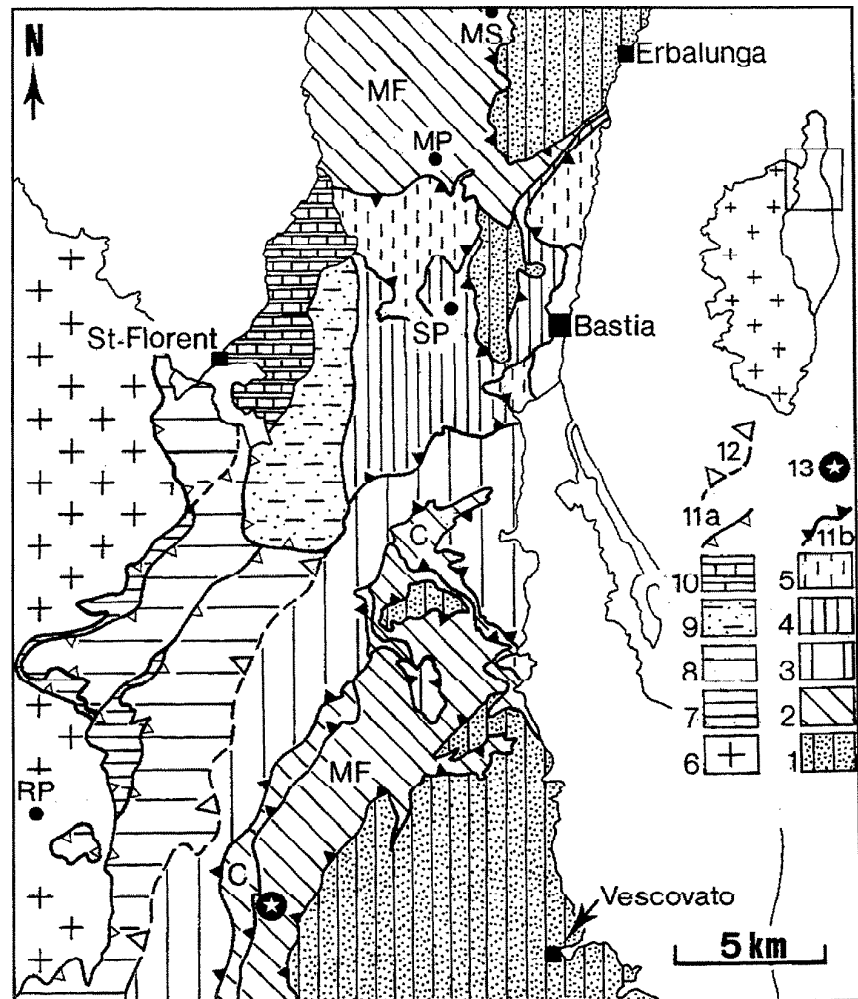 N
MS
Erbalunga
MF
MP
St-Florent
SP
Bastia
C
12
13
11a
11b
10
5
9
4
8
3
7
2
6
1
MF
RP
C
Vescovato
5 km